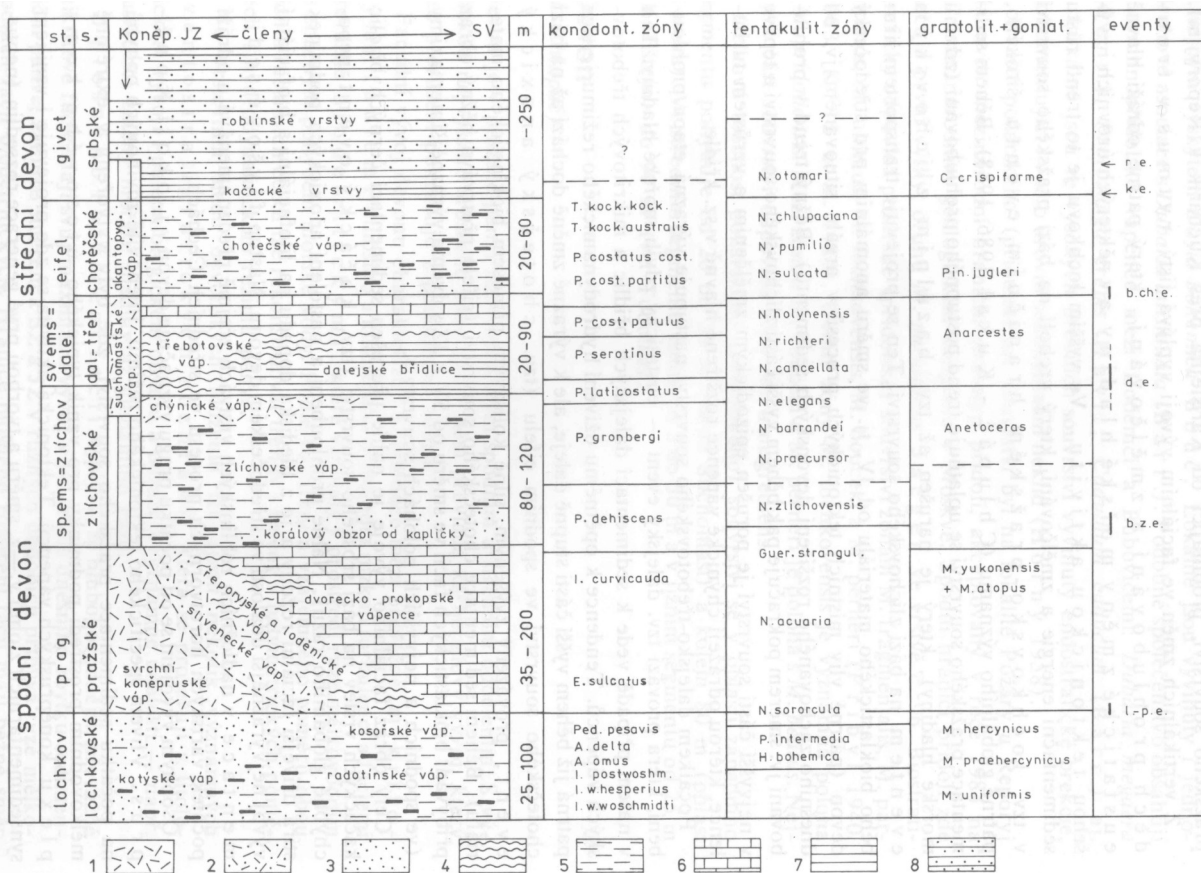 st. s. Koněp. JZ ← členy → SV m konodont. zóny tentakulit. zóny graptolit.+goniat. eventy
střední devon
givet
srbské
roblínské vrstvy
kačácké vrstvy
~250
?
?
N. otomari
C. crispiforme
r.e.
k.e.
eifel
chotečské
akantopyg.
váp.
chotečské váp.
20-60
T. kock. kock.
T. kock.australis
P. costatus cost.
P. cost. partitus
N. chlupaciana
N. pumilio
N. sulcata
Pin. jugleri
b.ch.e.
spodní devon
sv. ems =
dalej
dal.-třeb.
suchomastské
váp.
třebotovské
váp.
dalejské břidlice
20-90
P. cost. patulus
P. serotinus
P. laticostatus
N. holynensis
N. richteri
N. cancellata
Anarcestes
d.e.
sp.ems=zlíchov
zlíchovské
chýnické váp.
zlíchovské váp.
korálový obzor od kapličky
80-120
P. gronbergi
P. dehiscens
N. elegans
N. barrandei
N. praecursor
N. zlichovensis
Anetoceras
b.z.e.
prag
pražské
řeporyjské a loděnické
váp.
slivenecké váp.
dvorecko-prokopské
vápence
svrchní
koněpruské
váp.
35-200
I. curvicauda
E. sulcatus
Guer. strangul.
N. acuaria
N. sororcula
M. yukonensis
+ M. atopus
l.-p.e.
lochkov
lochkovské
kosořské váp.
kotýské váp.
radotínské váp.
25-100
Ped. pesavis
A. delta
A. omus
I. postwoshm.
I. w.hesperius
I. w.woschmidti
P. intermedia
H. bohemica
M. hercynicus
M. praehercynicus
M. uniformis
1 2 3 4 5 6 7 8